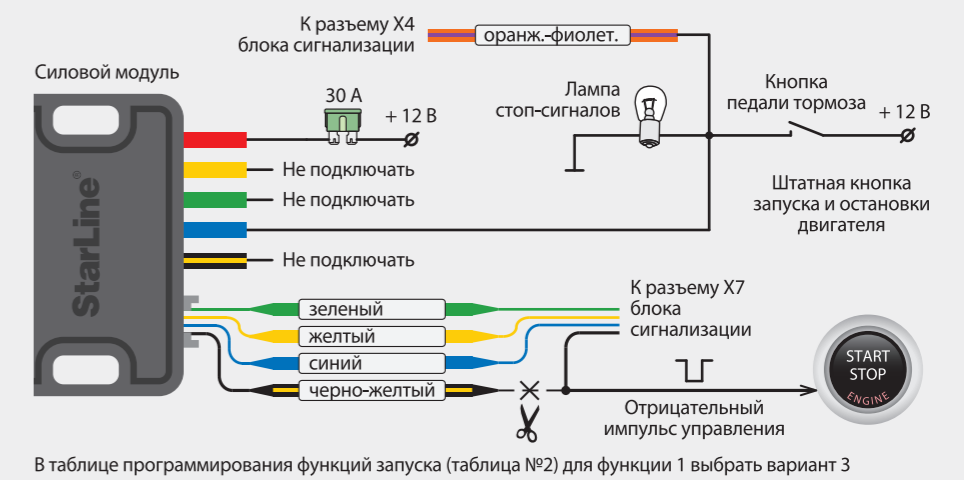 К разъему X4
блока сигнализации
оранж.-фиолет.
Силовой модуль
30 А
+ 12 В
Лампа
стоп-сигналов
Кнопка
педали тормоза
+ 12 В
Не подключать
Не подключать
Штатная кнопка
запуска и остановки
двигателя
StarLine®
Не подключать
зеленый
желтый
синий
черно-желтый
К разъему X7
блока
сигнализации
START
STOP
ENGINE
Отрицательный
импульс управления
В таблице программирования функций запуска (таблица №2) для функции 1 выбрать вариант 3